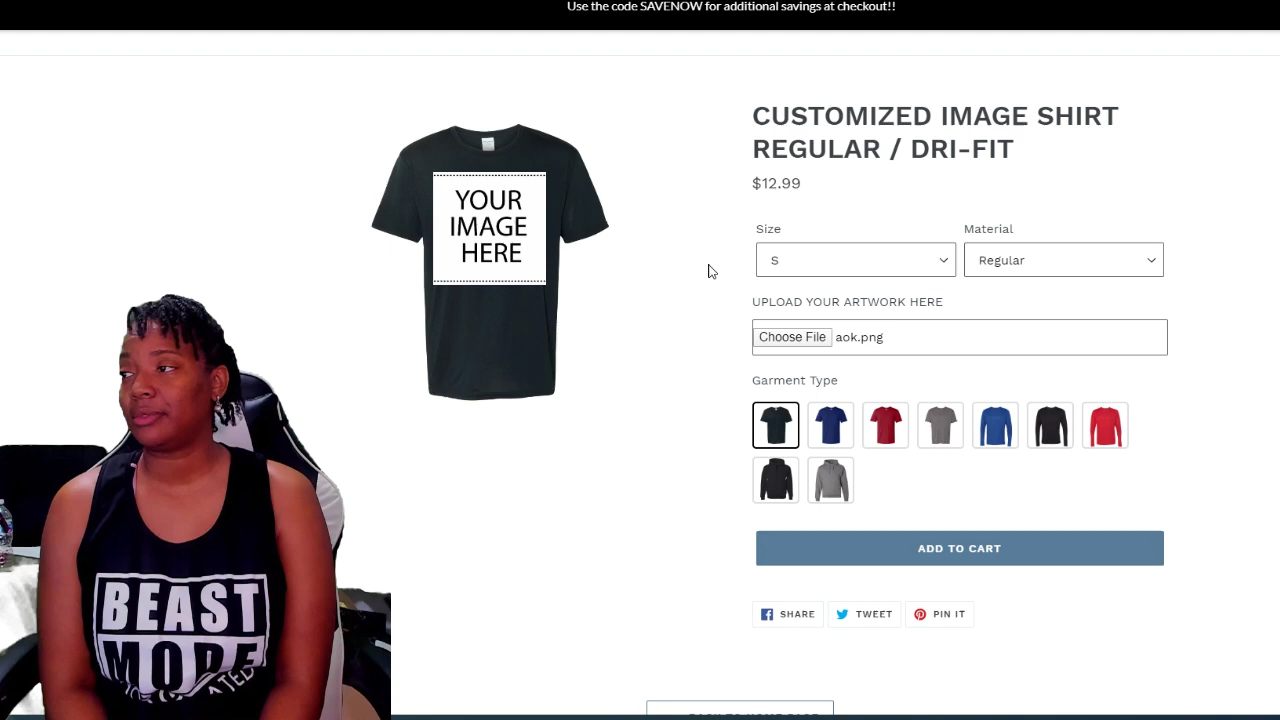 Use the code SAVENOW for additional savings at checkout!!
CUSTOMIZED IMAGE SHIRT
REGULAR / DRI-FIT
$12.99
YOUR
IMAGE
HERE
Size
Material
S
Regular
UPLOAD YOUR ARTWORK HERE
Choose File aok.png
Garment Type
ADD TO CART
SHARE
TWEET
PIN IT
BEAST
MODE